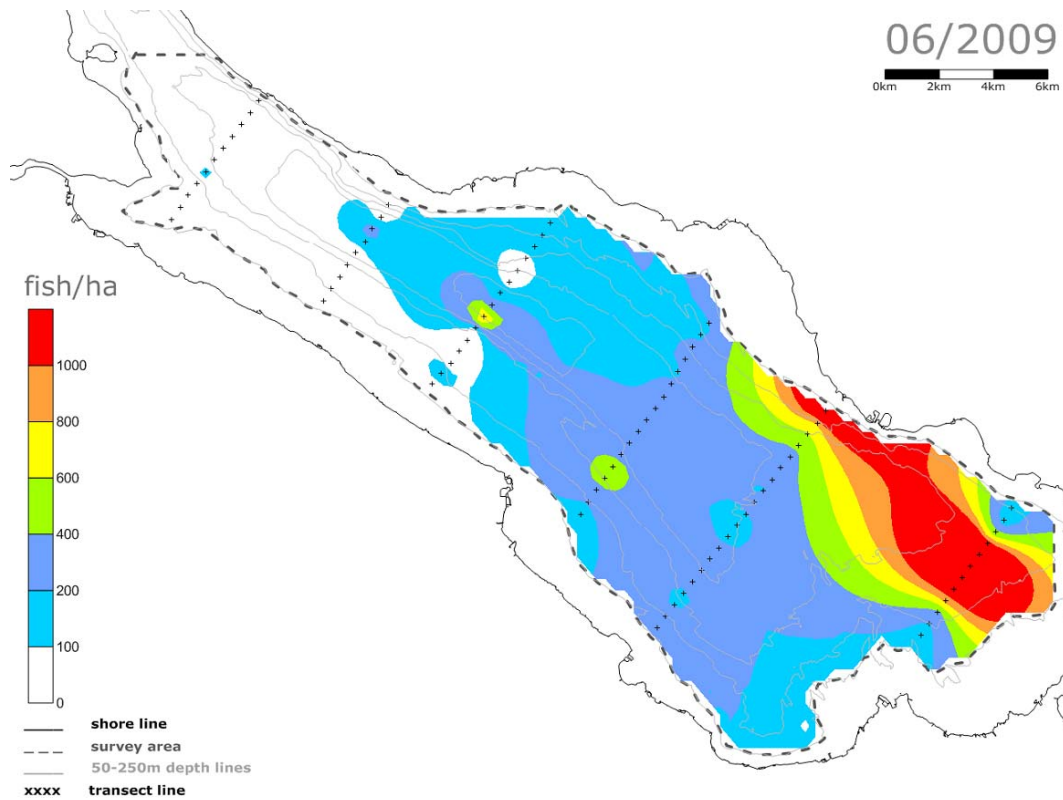 06/2009
0km 2km 4km 6km
fish/ha
1000
800
600
400
200
100
0
shore line
survey area
50-250m depth lines
xxxx transect line